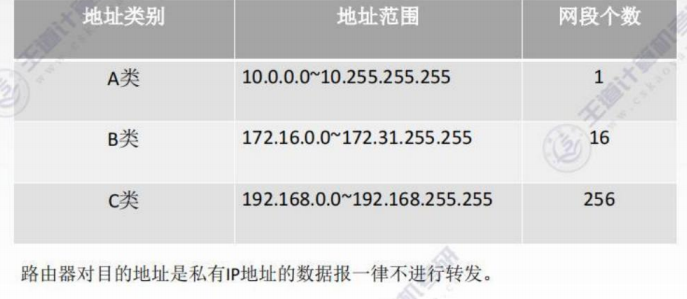 地址类别 地址范围 网段个数
A类 10.0.0.0~10.255.255.255 1
B类 172.16.0.0~172.31.255.255 16
C类 192.168.0.0~192.168.255.255 256
路由器对目的地址是私有IP地址的数据报一律不进行转发。